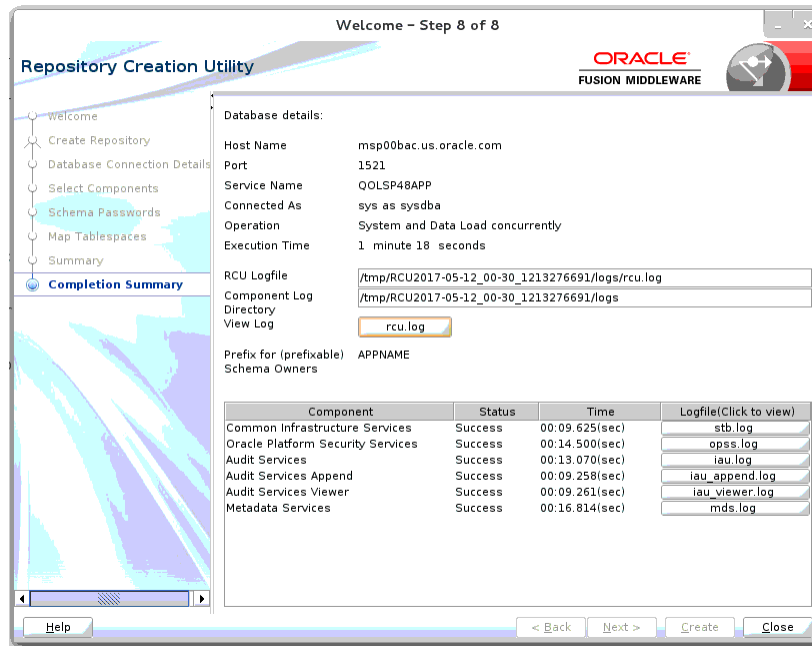 Welcome – Step 8 of 8
Repository Creation Utility
ORACLE
FUSION MIDDLEWARE
Welcome
Create Repository
Database Connection Details
Select Components
Schema Passwords
Map Tablespaces
Summary
Completion Summary
Database details:
Host Name msp00bac.us.oracle.com
Port 1521
Service Name QOLSP48APP
Connected As sys as sysdba
Operation System and Data Load concurrently
Execution Time 1 minute 18 seconds
RCU Logfile /tmp/RCU2017-05-12_00-30_1213276691/logs/rcu.log
Component Log Directory /tmp/RCU2017-05-12_00-30_1213276691/logs
View Log rcu.log
Prefix for (prefixable) Schema Owners APPNAME
Component Status Time Logfile(Click to view)
Common Infrastructure Services Success 00:09.625(sec) stb.log
Oracle Platform Security Services Success 00:14.500(sec) opss.log
Audit Services Success 00:13.070(sec) iau.log
Audit Services Append Success 00:09.258(sec) iau_append.log
Audit Services Viewer Success 00:09.261(sec) iau_viewer.log
Metadata Services Success 00:16.814(sec) mds.log
Help < Back Next > Create Close